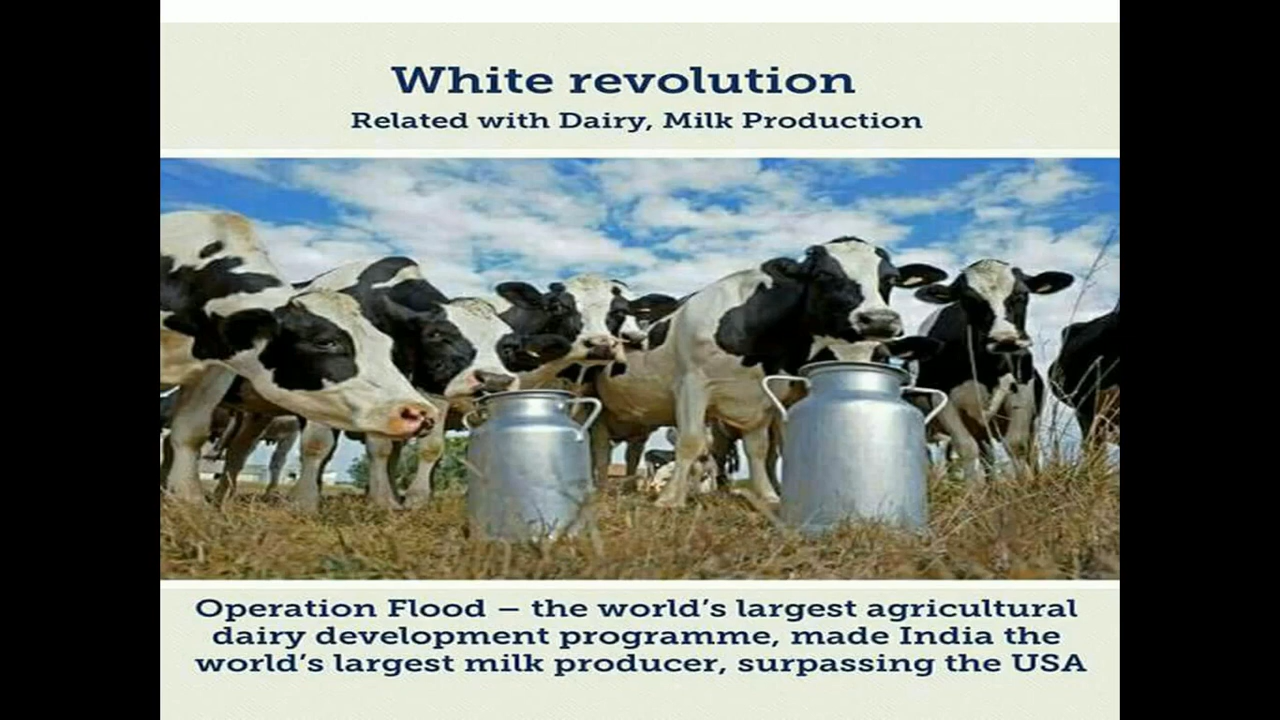 White revolution
Related with Dairy, Milk Production
Operation Flood – the world's largest agricultural
dairy development programme, made India the
world's largest milk producer, surpassing the USA